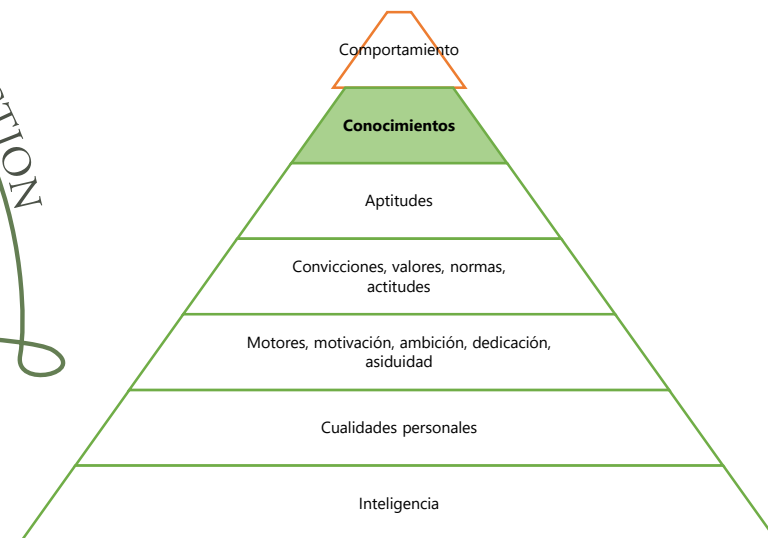 Comportamiento
Conocimientos
Aptitudes
Convicciones, valores, normas,
actitudes
Motores, motivación, ambición, dedicación,
asiduidad
Cualidades personales
Inteligencia